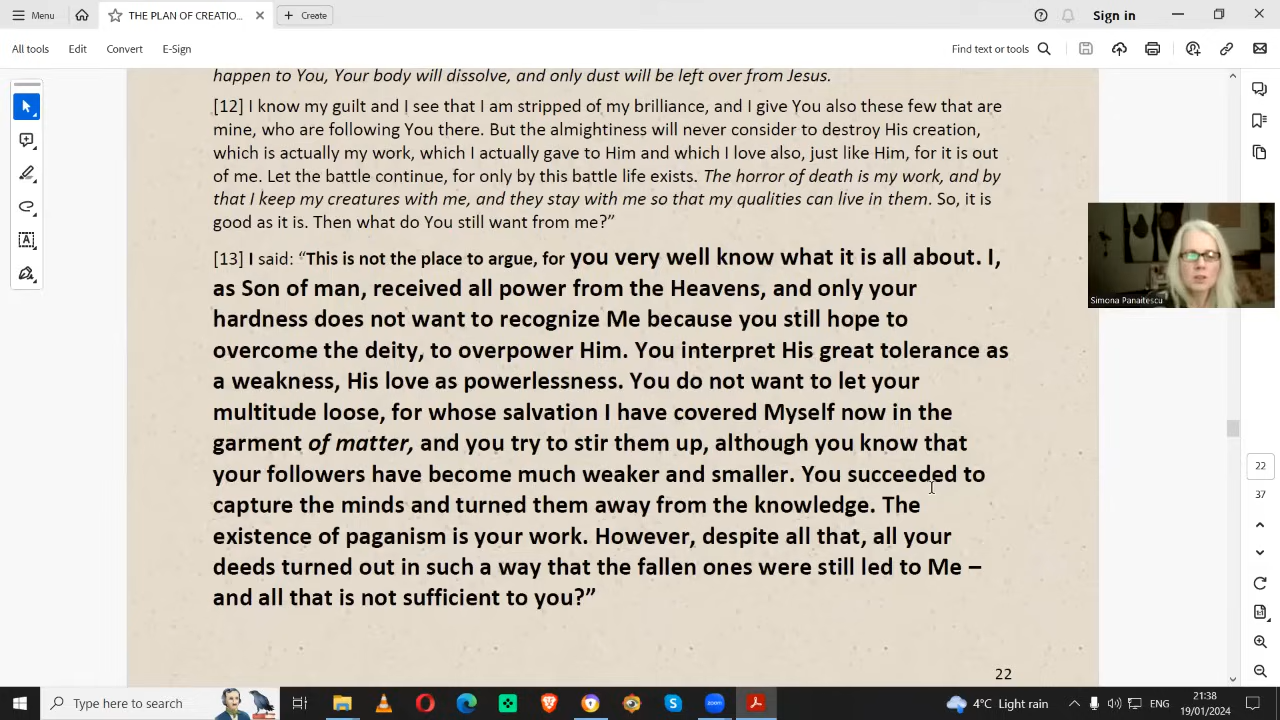 Menu
THE PLAN OF CREATIO...
Create
Sign in
All tools
Edit
Convert
E-Sign
Find text or tools
happen to You, Your body will dissolve, and only dust will be left over from Jesus.
[12] I know my guilt and I see that I am stripped of my brilliance, and I give You also these few that are
mine, who are following You there. But the almightiness will never consider to destroy His creation,
which is actually my work, which I actually gave to Him and which I love also, just like Him, for it is out
of me. Let the battle continue, for only by this battle life exists. The horror of death is my work, and by
that I keep my creatures with me, and they stay with me so that my qualities can live in them. So, it is
good as it is. Then what do You still want from me?”
[13] I said: “This is not the place to argue, for you very well know what it is all about. I,
as Son of man, received all power from the Heavens, and only your
hardness does not want to recognize Me because you still hope to
overcome the deity, to overpower Him. You interpret His great tolerance as
a weakness, His love as powerlessness. You do not want to let your
multitude loose, for whose salvation I have covered Myself now in the
garment of matter, and you try to stir them up, although you know that
your followers have become much weaker and smaller. You succeeded to
capture the minds and turned them away from the knowledge. The
existence of paganism is your work. However, despite all that, all your
deeds turned out in such a way that the fallen ones were still led to Me –
and all that is not sufficient to you?”
22
Simona Panaitescu
22
37
Type here to search
zoom
4°C Light rain
ENG
21:38
19/01/2024